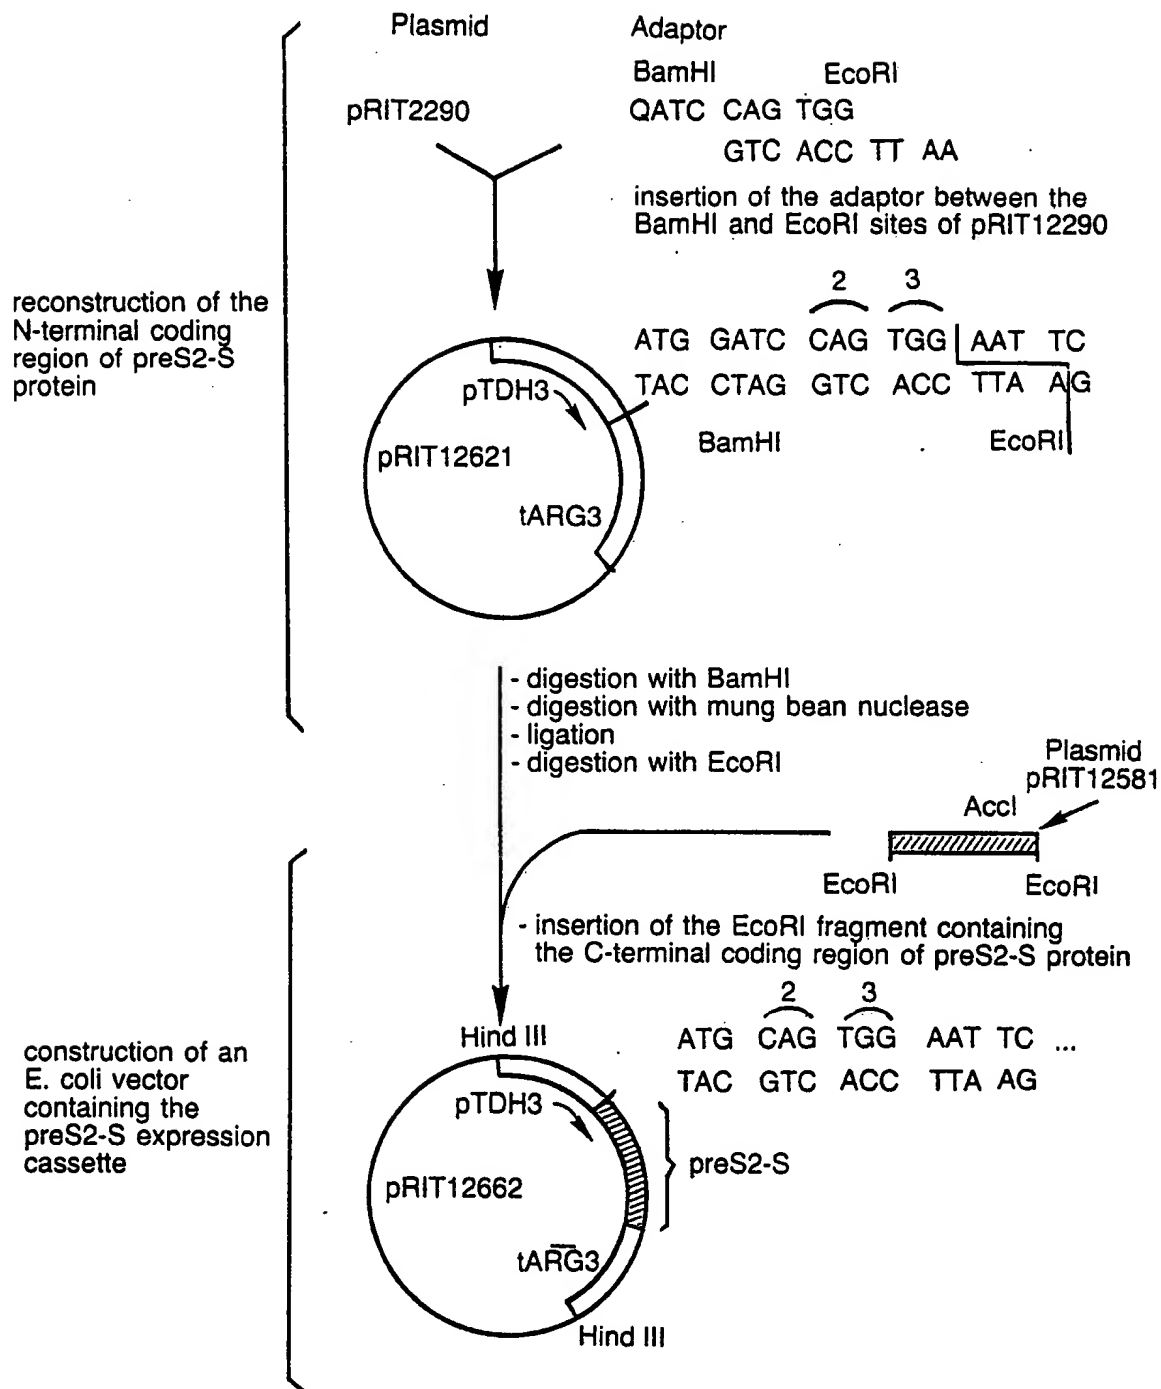 Plasmid
Adaptor
BamHI EcoRI
pRIT2290
QATC CAG TGG
GTC ACC TT AA
insertion of the adaptor between the
BamHI and EcoRI sites of pRIT12290
reconstruction of the
N-terminal coding
region of preS2-S
protein
2 3
ATG GATC CAG TGG AAT TC
TAC CTAG GTC ACC TTA AG
BamHI EcoRI
pTDH3
pRIT12621
tARG3
- digestion with BamHI
- digestion with mung bean nuclease
- ligation
- digestion with EcoRI
Plasmid
pRIT12581
AccI
EcoRI EcoRI
- insertion of the EcoRI fragment containing
the C-terminal coding region of preS2-S protein
2 3
ATG CAG TGG AAT TC ...
TAC GTC ACC TTA AG
construction of an
E. coli vector
containing the
preS2-S expression
cassette
Hind III
pTDH3
preS2-S
pRIT12662
tARG3
Hind III